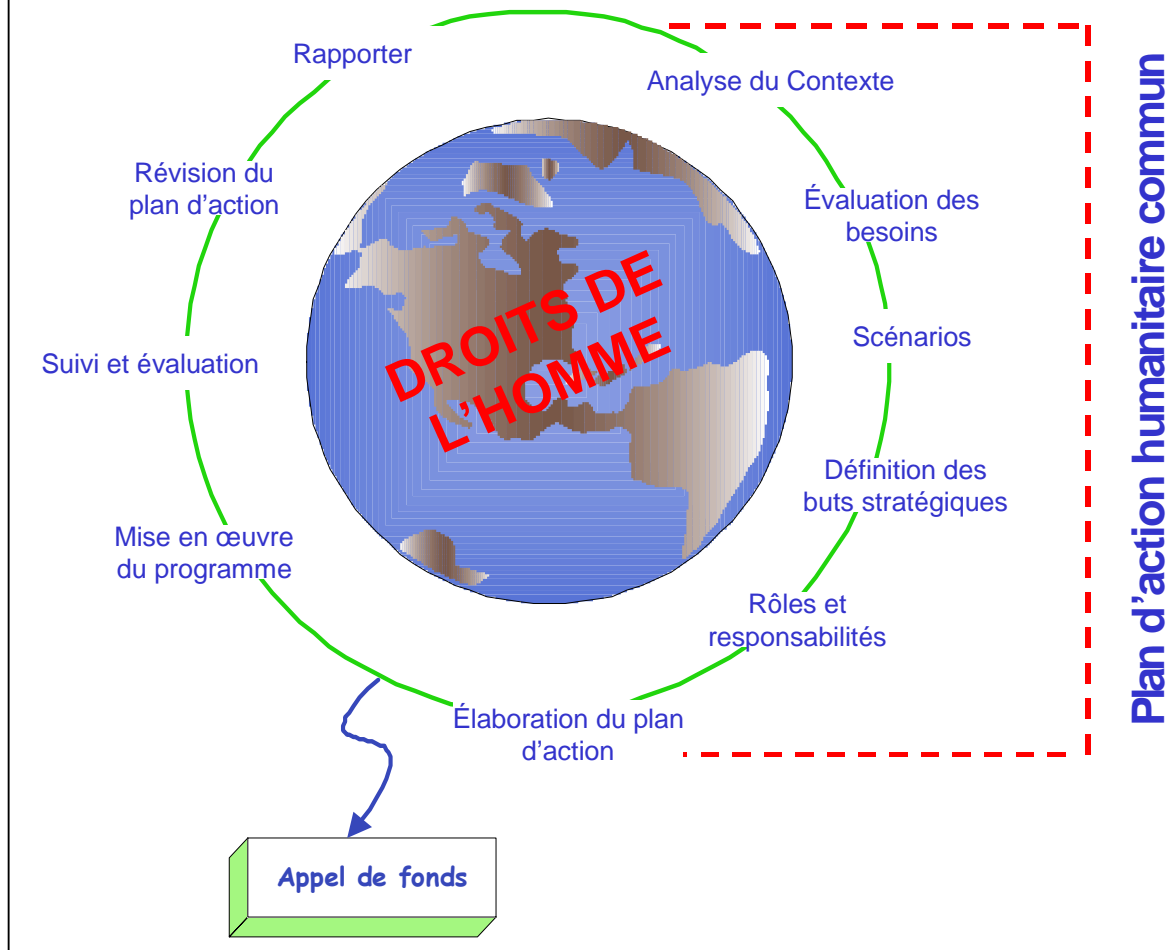 Rapporter
Analyse du Contexte
Évaluation des
besoins
Scénarios
Définition des
buts stratégiques
Rôles et
responsabilités
Élaboration du plan
d'action
Mise en œuvre
du programme
Suivi et évaluation
Révision du
plan d'action
DROITS DE
L'HOMME
Plan d'action humanitaire commun
Appel de fonds